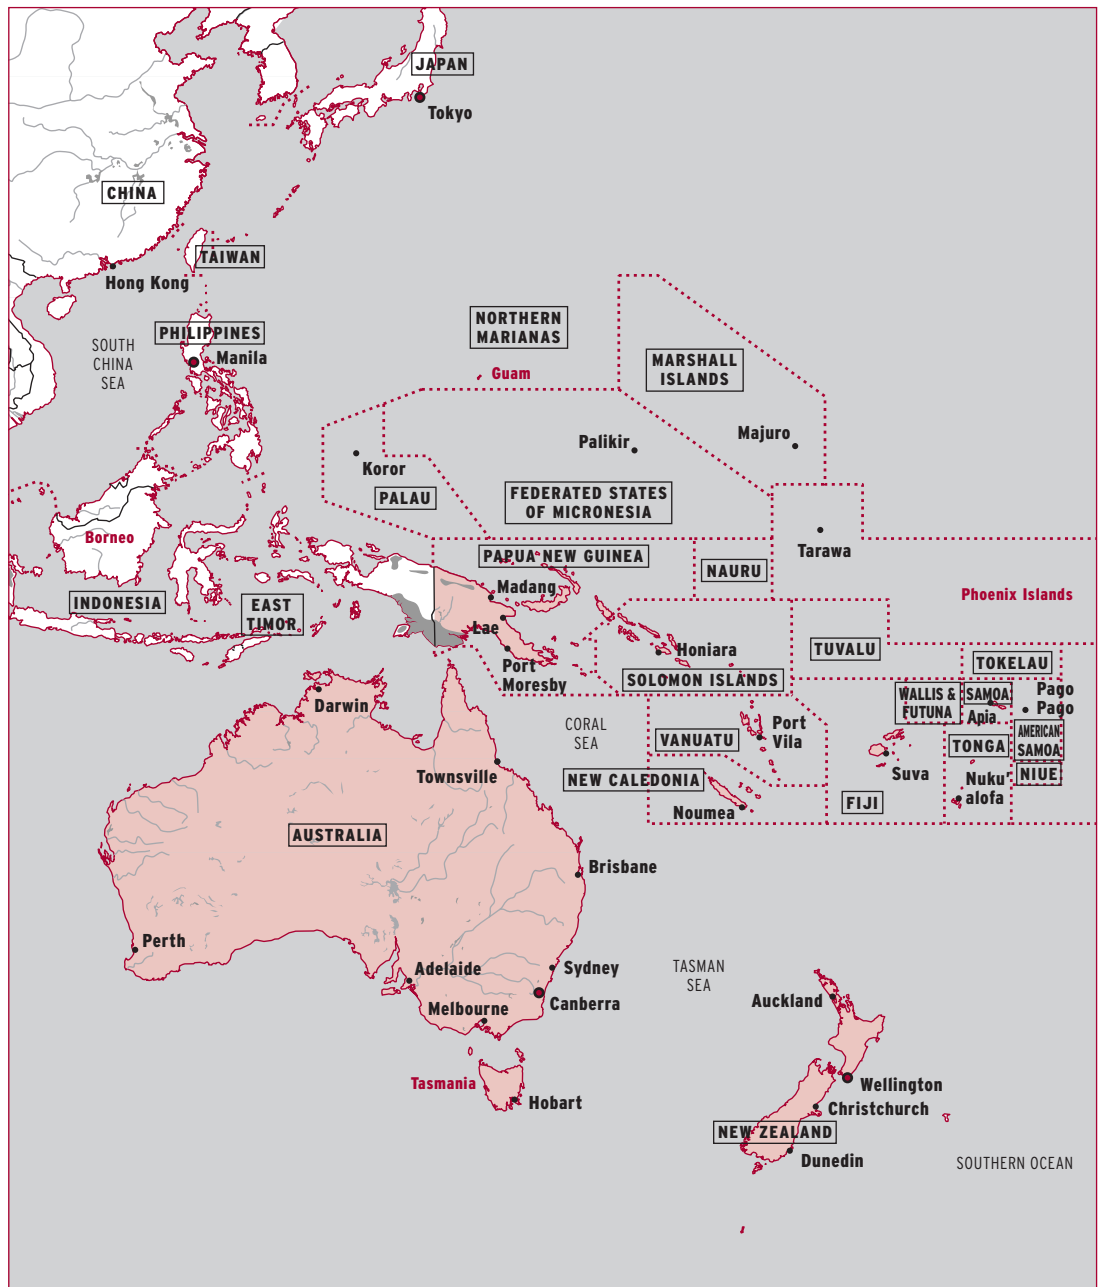 JAPAN
Tokyo
CHINA
TAIWAN
Hong Kong
NORTHERN
MARIANAS
PHILIPPINES
Manila
SOUTH
CHINA
SEA
MARSHALL
ISLANDS
Guam
Majuro
Palikir
Koror
PALAU
FEDERATED STATES
OF MICRONESIA
Borneo
Tarawa
PAPUA NEW GUINEA
NAURU
Madang
Phoenix Islands
INDONESIA
EAST
TIMOR
Lae
Honiara
TUVALU
Port
Moresby
SOLOMON ISLANDS
TOKELAU
Darwin
WALLIS &
FUTUNA
SAMOA
Apia
Pago
Pago
CORAL
SEA
VANUATU
Port
Vila
AMERICAN
SAMOA
TONGA
Townsville
NEW CALEDONIA
Suva
NIUE
Nuku'
alofa
Noumea
FIJI
AUSTRALIA
Brisbane
Perth
Adelaide
Sydney
TASMAN
SEA
Canberra
Melbourne
Auckland
Tasmania
Hobart
Wellington
Christchurch
NEW ZEALAND
Dunedin
SOUTHERN OCEAN